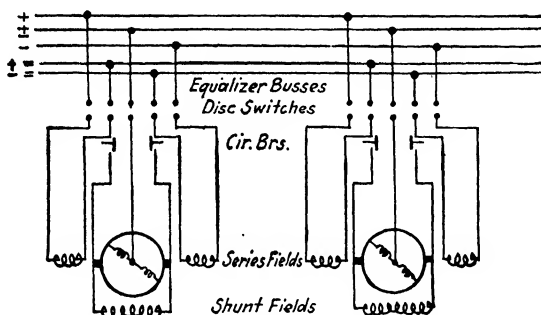 Equalizer Busses
Disc Switches
Cir. Brs.
Series Fields
Shunt Fields